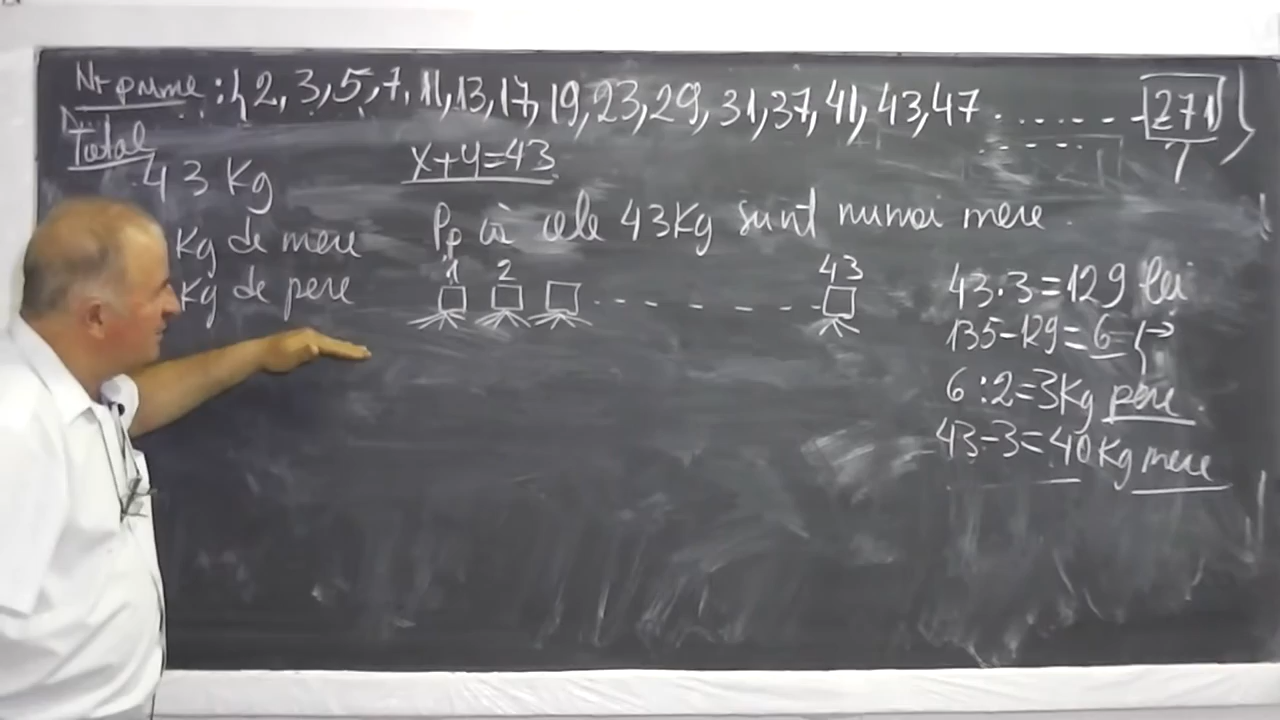 Nr prime : { 2, 3, 5, 7, 11, 13, 17, 19, 23, 29, 31, 37, 41, 43, 47 ........ 271 }
?
Total
43 Kg
Kg de mere
Kg de pere
x+y=43
Pp că cele 43Kg sunt numai mere.
1 2 43
43·3=129 lei
135-129=6
6:2=3Kg pere.
43-3=40Kg mere